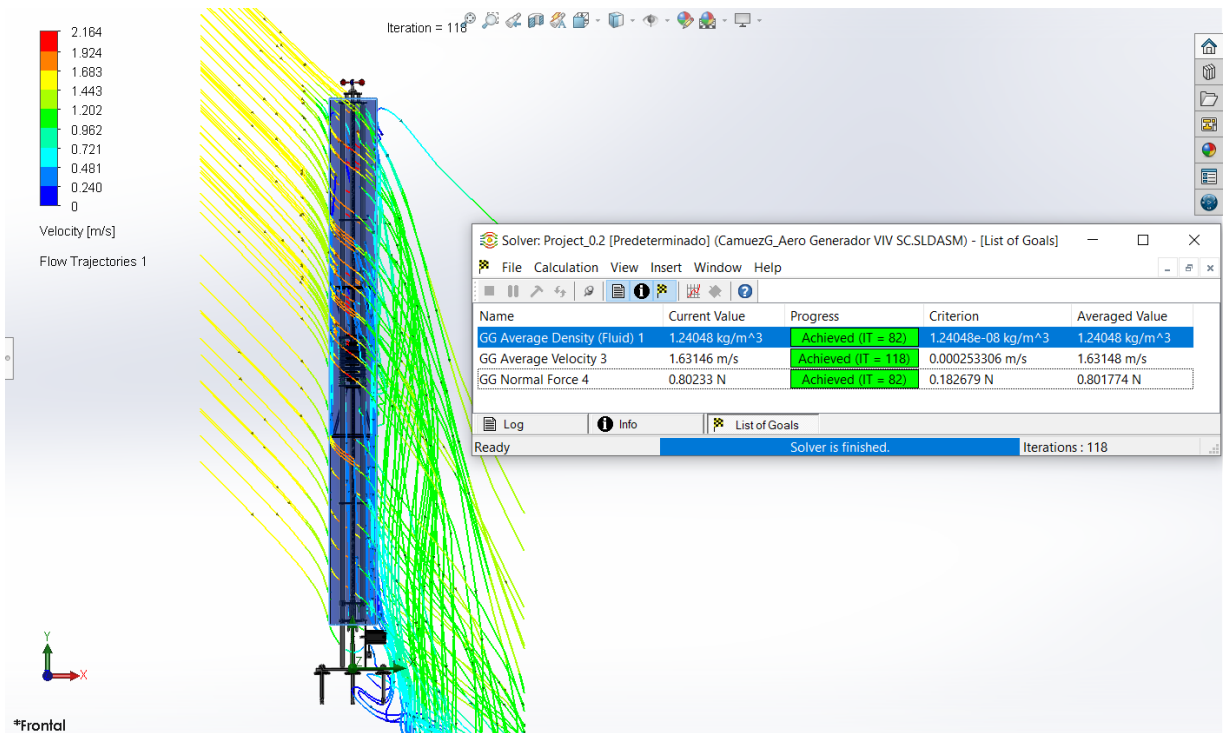 Iteration = 118
2.164
1.924
1.683
1.443
1.202
0.962
0.721
0.481
0.240
0
Velocity [m/s]
Flow Trajectories 1
Solver: Project_0.2 [Predeterminado] (CamuezG_Aero Generador VIV SC.SLDASM) - [List of Goals]
File Calculation View Insert Window Help
Name Current Value Progress Criterion Averaged Value
GG Average Density (Fluid) 1 1.24048 kg/m^3 Achieved (IT = 82) 1.24048e-08 kg/m^3 1.24048 kg/m^3
GG Average Velocity 3 1.63146 m/s Achieved (IT = 118) 0.000253306 m/s 1.63148 m/s
GG Normal Force 4 0.80233 N Achieved (IT = 82) 0.182679 N 0.801774 N
Log Info List of Goals
Ready Solver is finished. Iterations : 118
Y
X
Z
X
*Frontal